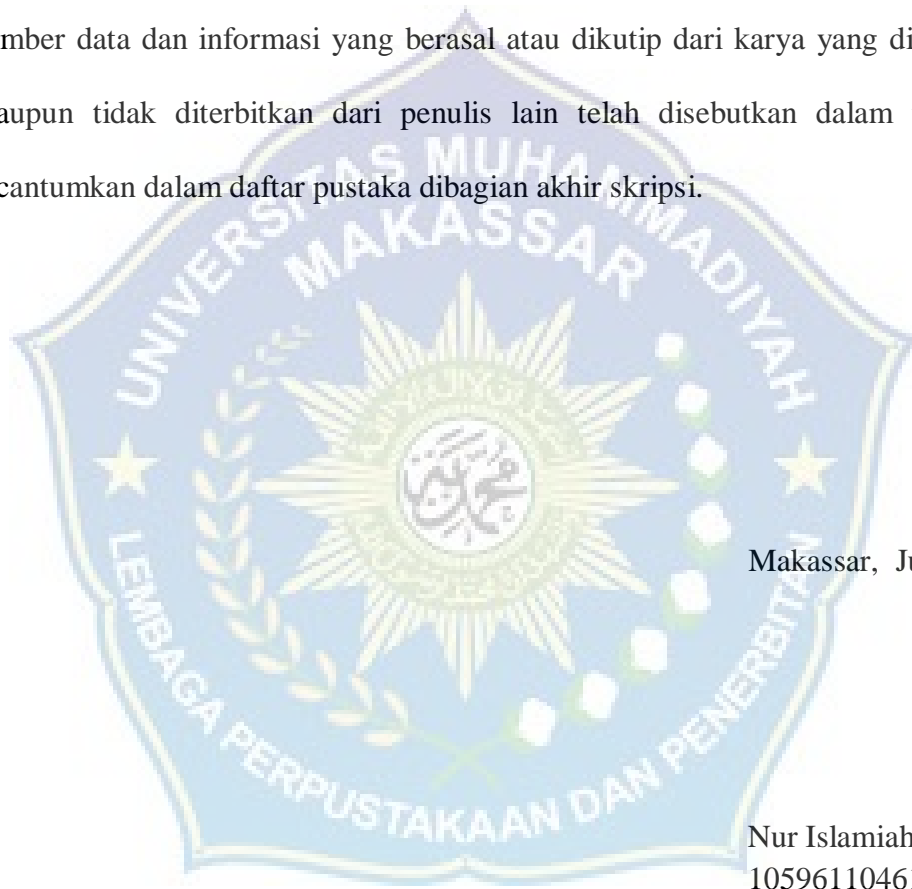 mber data dan informasi yang berasal atau dikutip dari karya yang di
aupun tidak diterbitkan dari penulis lain telah disebutkan dalam
cantumkan dalam daftar pustaka dibagian akhir skripsi.
UNIVERSITAS MUHAMMADIYAH
MAKASSAR
محمدية
Makassar, Ju
LEMBAGA PERPUSTAKAAN DAN PENERBITAN
Nur Islamiah
1059611046